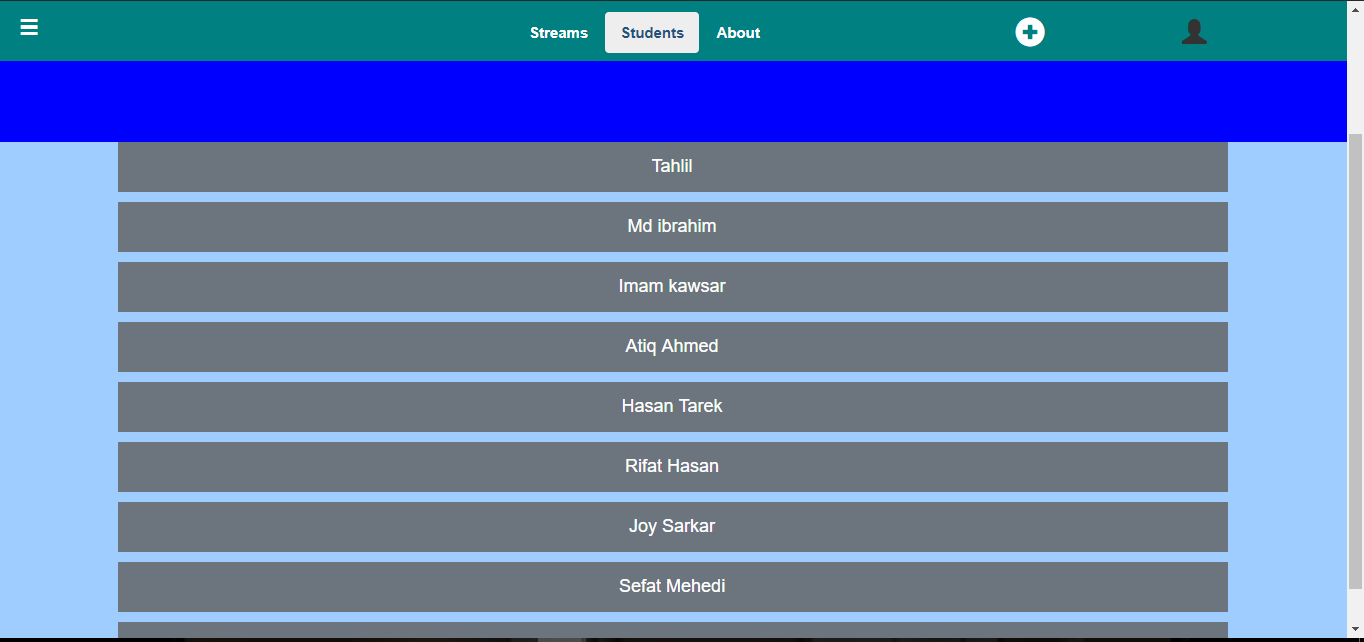 Streams Students About
Tahlil
Md ibrahim
Imam kawsar
Atiq Ahmed
Hasan Tarek
Rifat Hasan
Joy Sarkar
Sefat Mehedi